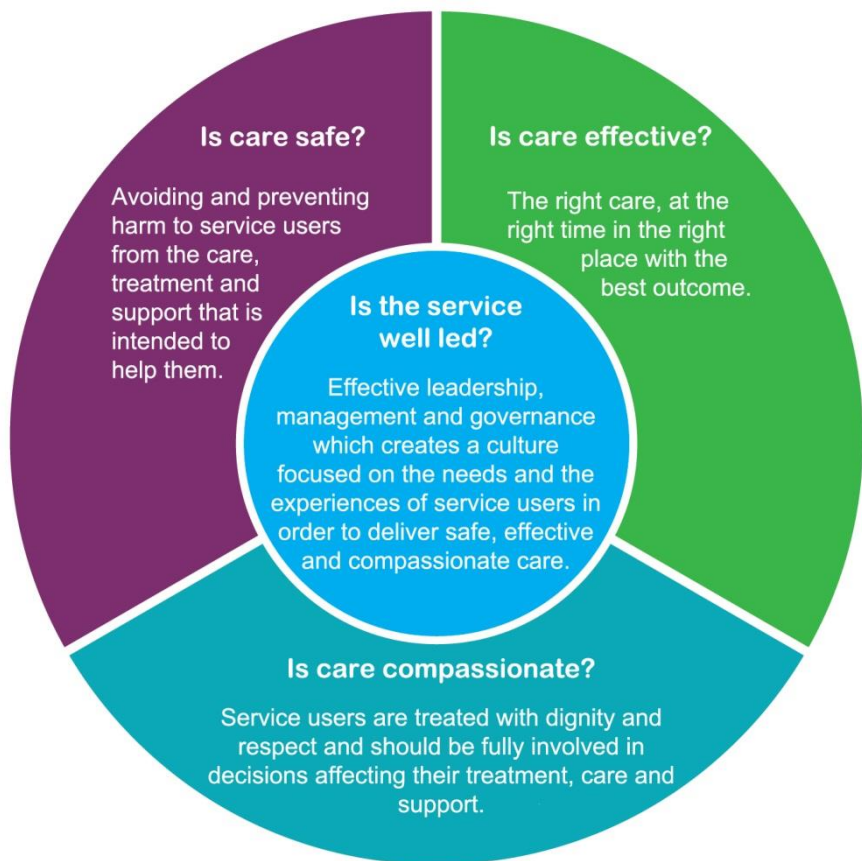 Is care safe?
Avoiding and preventing
harm to service users
from the care,
treatment and
support that is
intended to
help them.
Is care effective?
The right care, at the
right time in the right
place with the
best outcome.
Is the service
well led?
Effective leadership,
management and governance
which creates a culture
focused on the needs and the
experiences of service users in
order to deliver safe, effective
and compassionate care.
Is care compassionate?
Service users are treated with dignity and
respect and should be fully involved in
decisions affecting their treatment, care and
support.